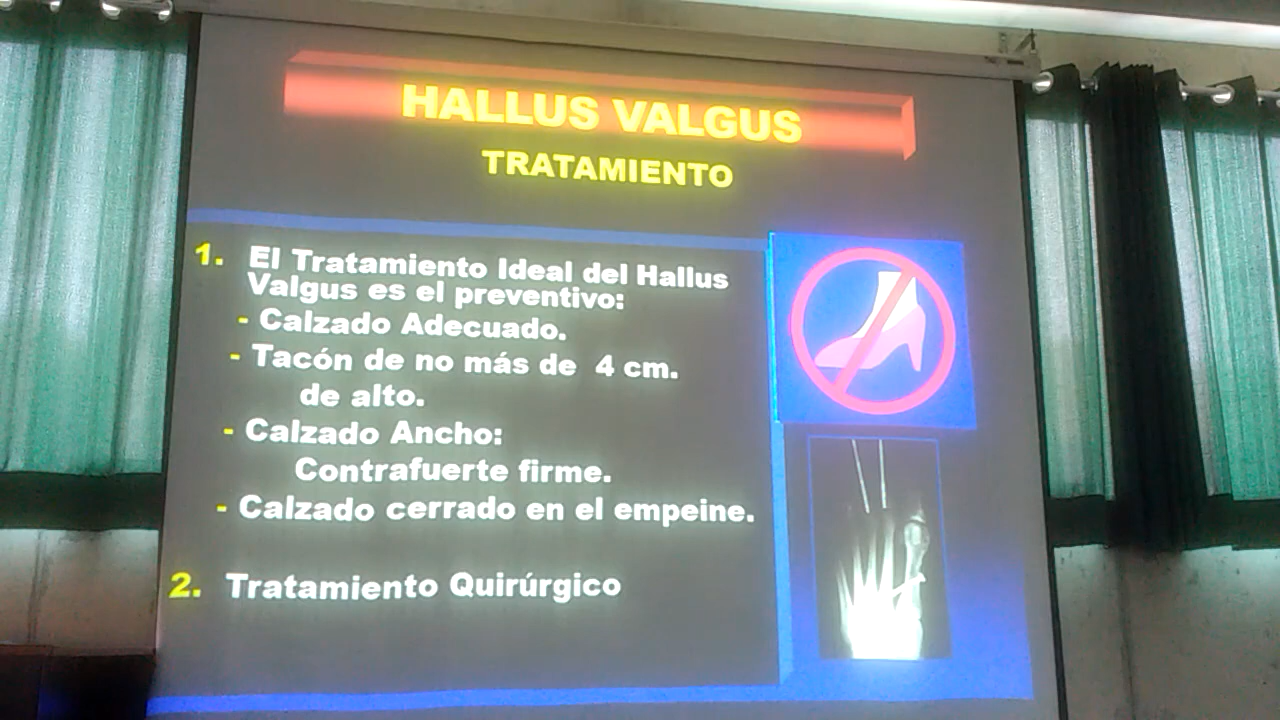 HALLUS VALGUS
TRATAMIENTO
1. El Tratamiento Ideal del Hallus
Valgus es el preventivo:
- Calzado Adecuado.
- Tacón de no más de 4 cm.
de alto.
- Calzado Ancho:
Contrafuerte firme.
- Calzado cerrado en el empeine.
2. Tratamiento Quirúrgico